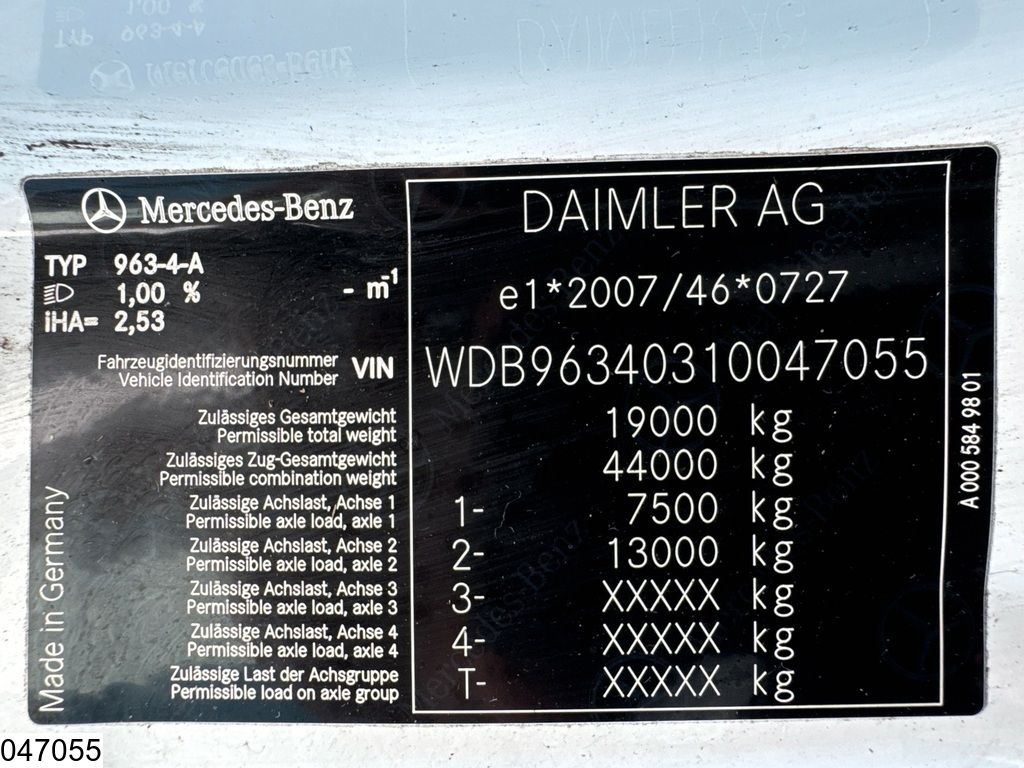 Mercedes-Benz
TYP 963-4-A
1,00 % - m-1
iHA= 2,53
DAIMLER AG
e1*2007/46*0727
Fahrzeugidentifizierungsnummer
Vehicle Identification Number
VIN WDB96340310047055
Zulässiges Gesamtgewicht
Permissible total weight
19000 kg
Zulässiges Zug-Gesamtgewicht
Permissible combination weight
44000 kg
Zulässige Achslast, Achse 1
Permissible axle load, axle 1
1- 7500 kg
Zulässige Achslast, Achse 2
Permissible axle load, axle 2
2- 13000 kg
Zulässige Achslast, Achse 3
Permissible axle load, axle 3
3- XXXXX kg
Zulässige Achslast, Achse 4
Permissible axle load, axle 4
4- XXXXX kg
Zulässige Last der Achsgruppe
Permissible load on axle group
T- XXXXX kg
Made in Germany
A 000 584 98 01
047055